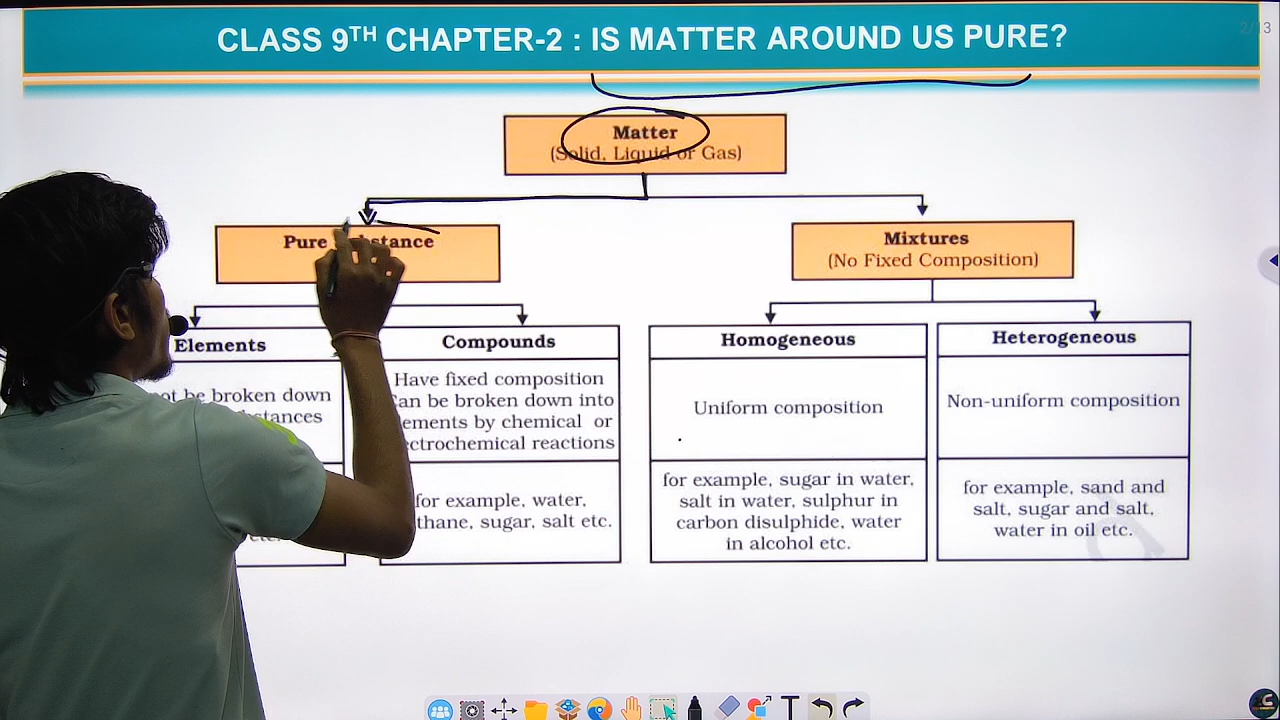 CLASS 9TH CHAPTER-2 : IS MATTER AROUND US PURE?
2/13
Matter
(Solid, Liquid or Gas)
Pure
Mixtures
(No Fixed Composition)
Elements
Compounds
Homogeneous
Heterogeneous
be broken down
Have fixed composition
Can be broken down into
by chemical or
reactions
Uniform composition
Non-uniform composition
for example, water,
sugar, salt etc.
for example, sugar in water,
salt in water, sulphur in
carbon disulphide, water
in alcohol etc.
for example, sand and
salt, sugar and salt,
water in oil etc.